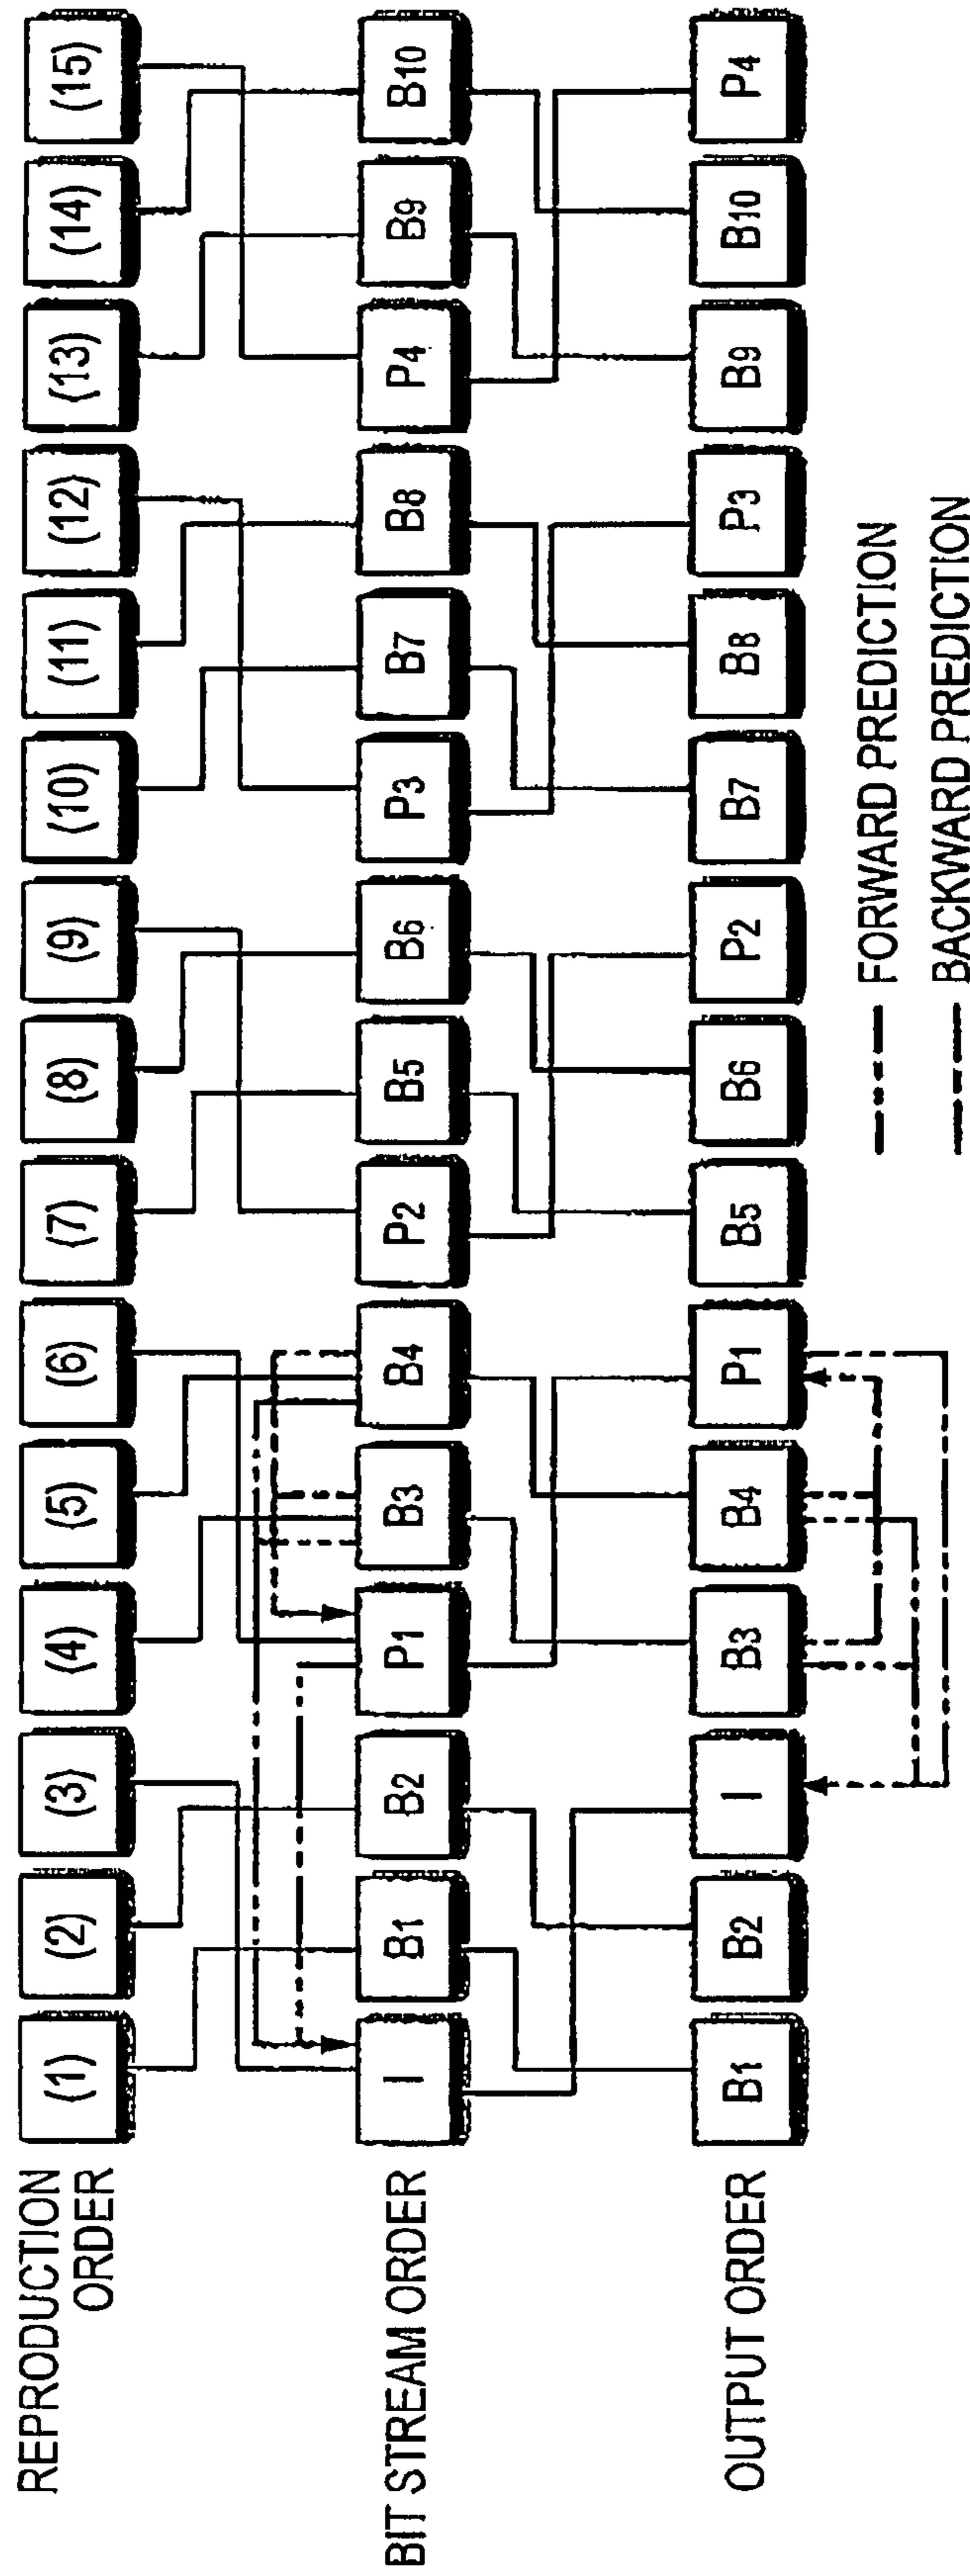 REPRODUCTION
ORDER
(1) (2) (3) (4) (5) (6) (7) (8) (9) (10) (11) (12) (13) (14) (15)
BIT STREAM ORDER
I B1 B2 P1 B3 B4 P2 B5 B6 P3 B7 B8 P4 B9 B10
OUTPUT ORDER
B1 B2 I B3 B4 P1 B5 B6 P2 B7 B8 P3 B9 B10 P4
FORWARD PREDICTION
BACKWARD PREDICTION